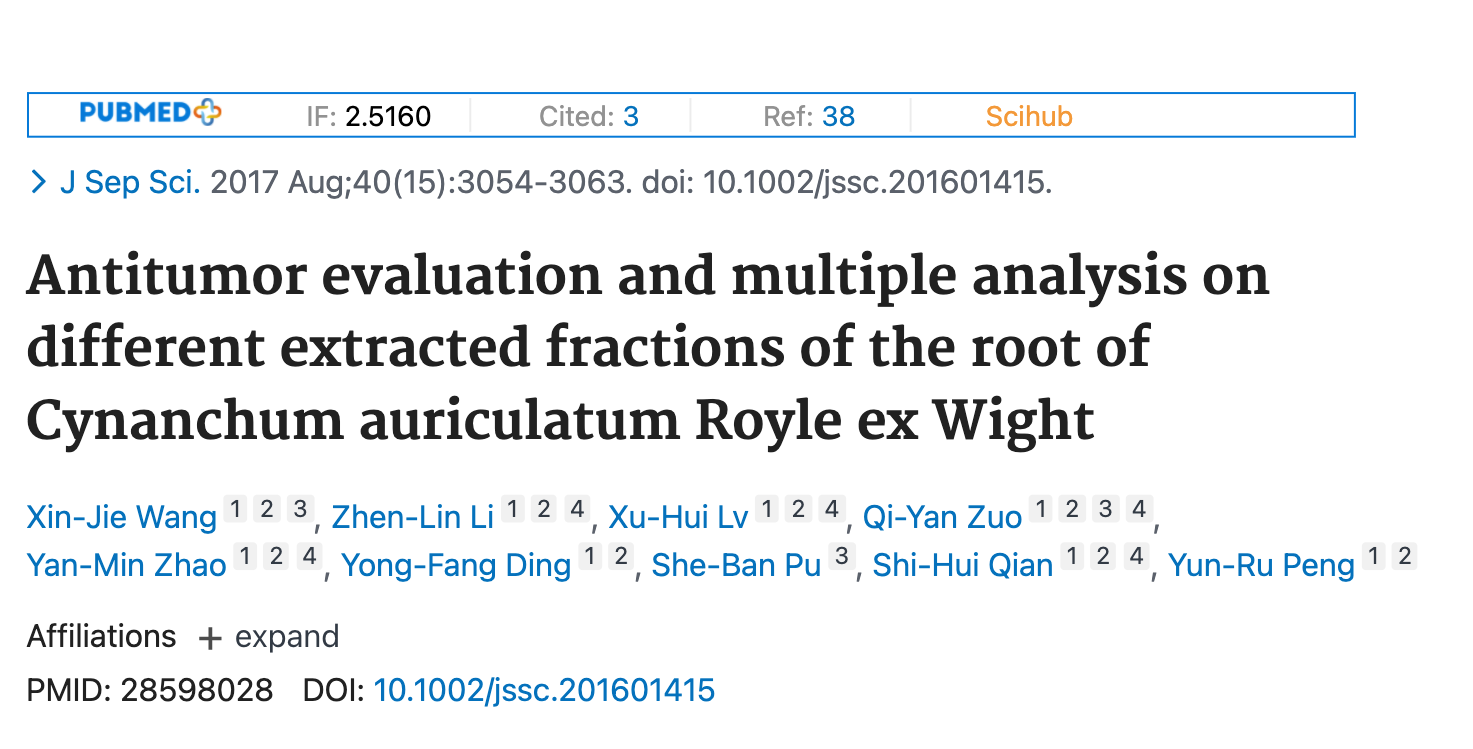 PUBMED IF: 2.5160 Cited: 3 Ref: 38 Scihub
> J Sep Sci. 2017 Aug;40(15):3054-3063. doi: 10.1002/jssc.201601415.
Antitumor evaluation and multiple analysis on
different extracted fractions of the root of
Cynanchum auriculatum Royle ex Wight
Xin-Jie Wang 1 2 3, Zhen-Lin Li 1 2 4, Xu-Hui Lv 1 2 4, Qi-Yan Zuo 1 2 3 4,
Yan-Min Zhao 1 2 4, Yong-Fang Ding 1 2, She-Ban Pu 3, Shi-Hui Qian 1 2 4, Yun-Ru Peng 1 2
Affiliations + expand
PMID: 28598028 DOI: 10.1002/jssc.201601415